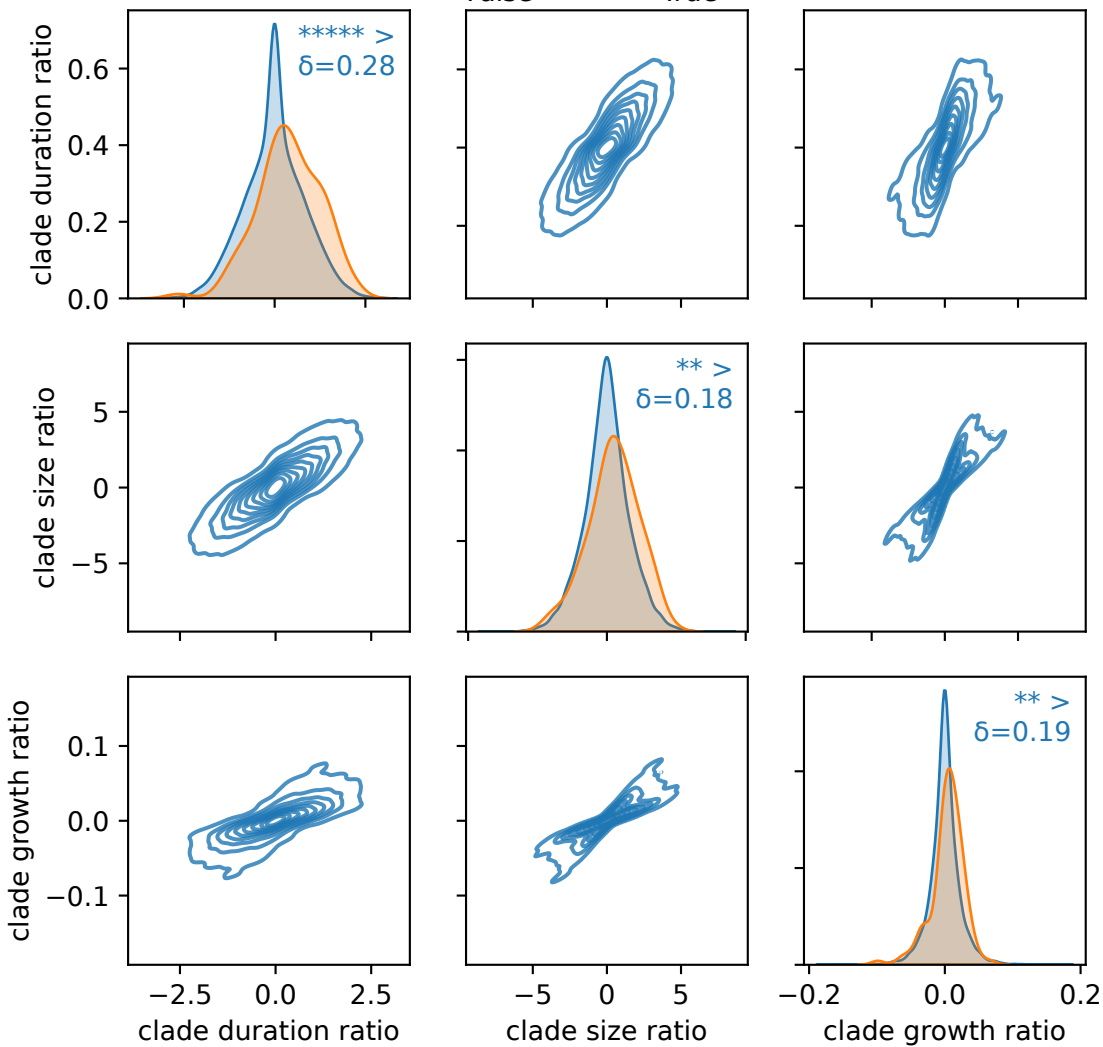 clade duration ratio
0.6
0.4
0.2
0.0
***** >
δ=0.28
clade size ratio
5
0
−5
** >
δ=0.18
clade growth ratio
0.1
0.0
−0.1
** >
δ=0.19
−2.5 0.0 2.5
−5 0 5
−0.2 0.0 0.2
clade duration ratio
clade size ratio
clade growth ratio